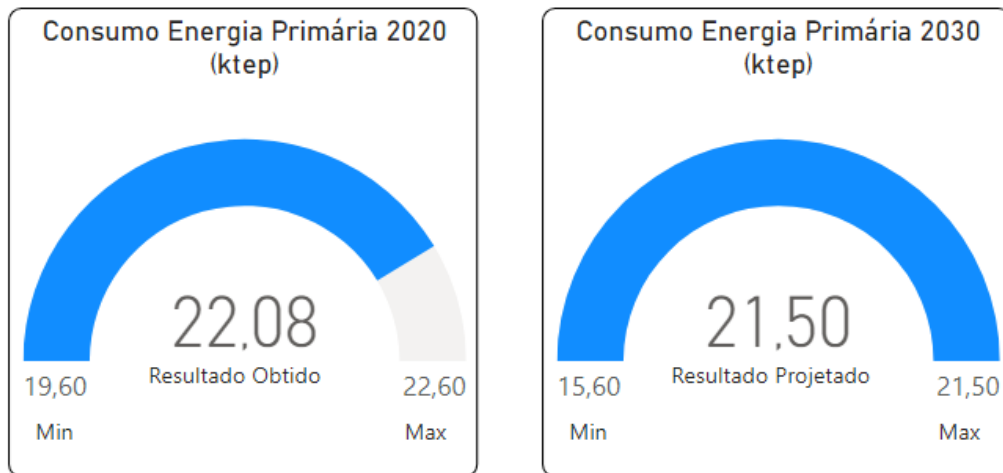 Consumo Energia Primária 2020
(ktep)
22,08
Resultado Obtido
19,60
22,60
Min
Max
Consumo Energia Primária 2030
(ktep)
21,50
Resultado Projetado
15,60
21,50
Min
Max